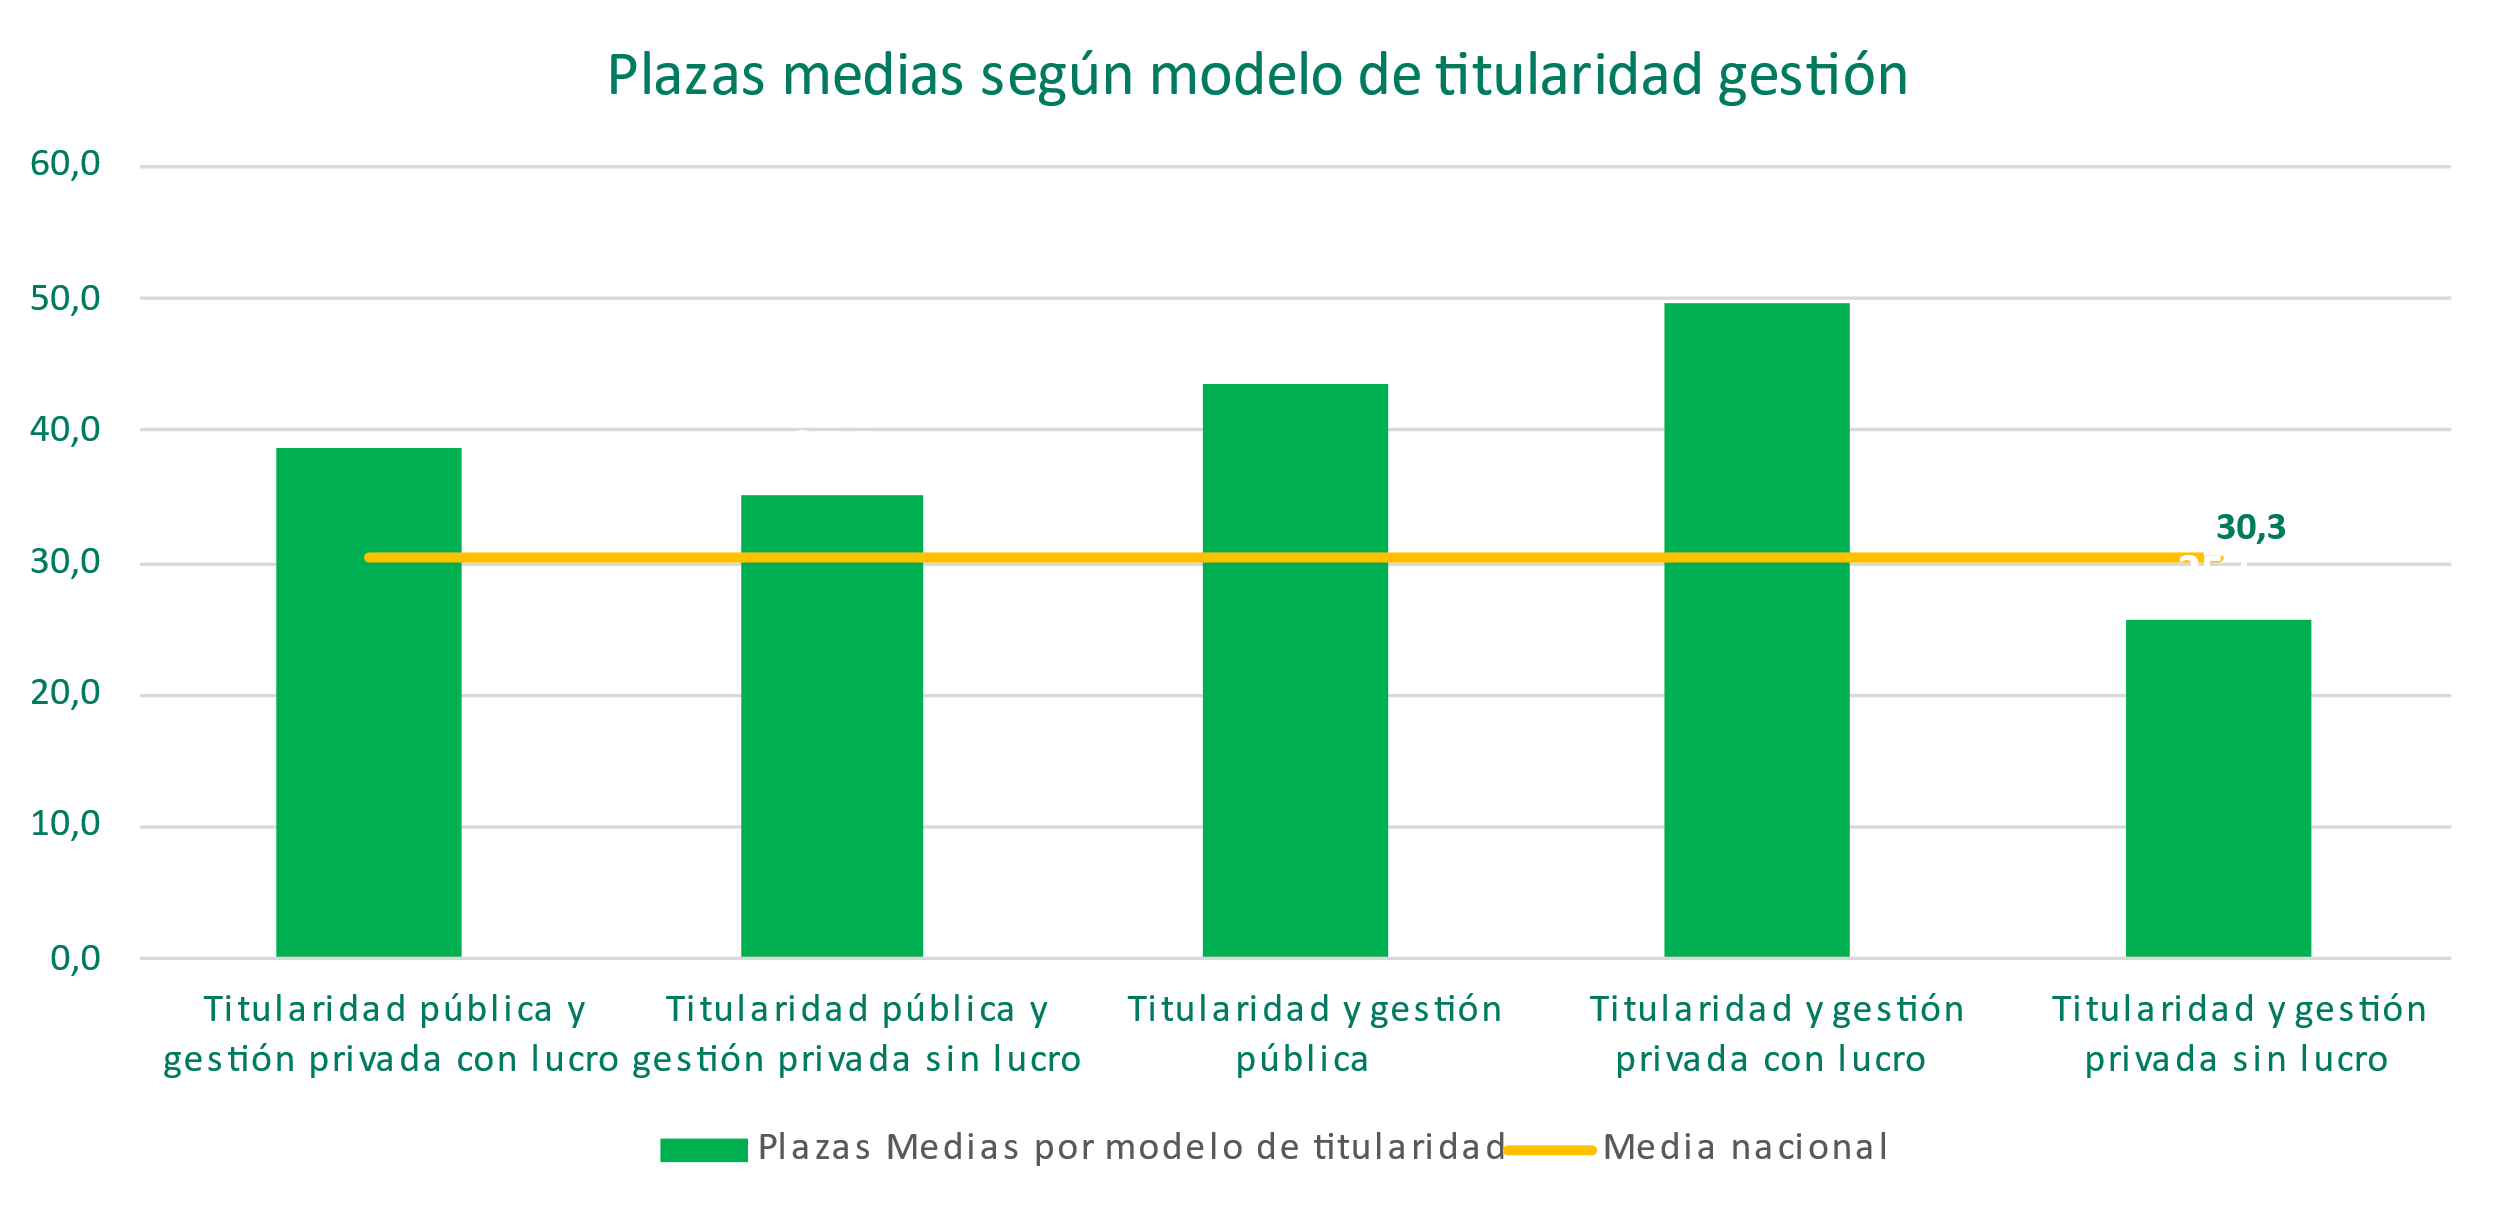 Plazas medias según modelo de titularidad gestión
60,0
50,0
40,0
30,0
20,0
10,0
0,0
30,3
Titularidad pública y
gestión privada con lucro
Titularidad pública y
gestión privada sin lucro
Titularidad y gestión
pública
Titularidad y gestión
privada con lucro
Titularidad y gestión
privada sin lucro
Plazas Medias por modelo de titularidad
Media nacional